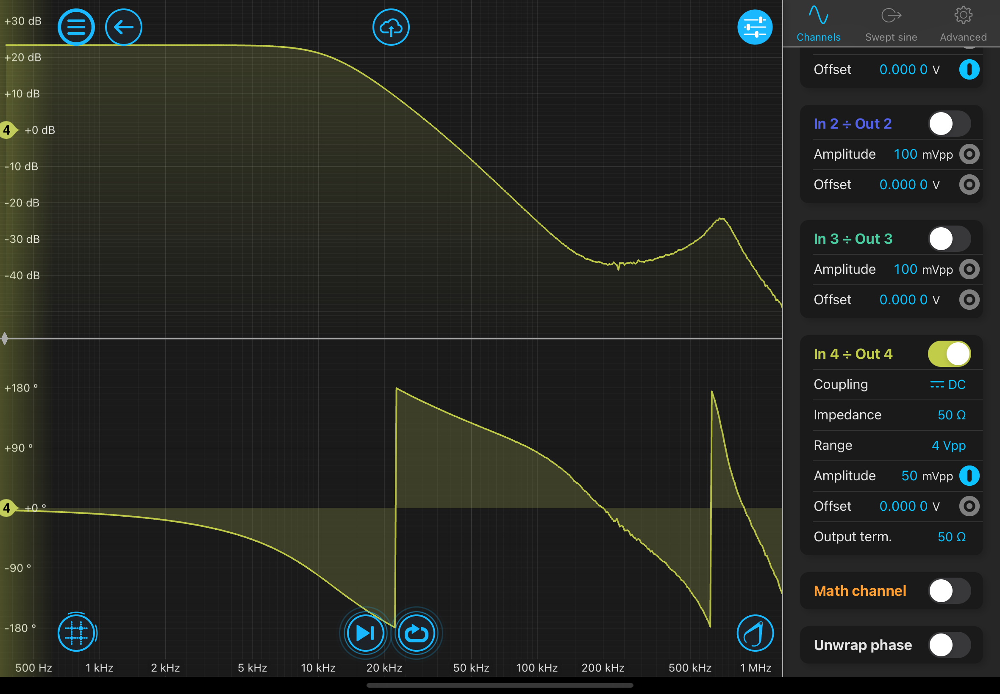 +30 dB
+20 dB
+10 dB
4 +0 dB
-10 dB
-20 dB
-30 dB
-40 dB
+180 °
+90 °
4 +0 °
-90 °
-180 °
500 Hz 1 kHz 2 kHz 5 kHz 10 kHz 20 kHz 50 kHz 100 kHz 200 kHz 500 kHz 1 MHz
Channels Swept sine Advanced
Offset 0.000 0 V
In 2 ÷ Out 2
Amplitude 100 mVpp
Offset 0.000 0 V
In 3 ÷ Out 3
Amplitude 100 mVpp
Offset 0.000 0 V
In 4 ÷ Out 4
Coupling DC
Impedance 50 Ω
Range 4 Vpp
Amplitude 50 mVpp
Offset 0.000 0 V
Output term. 50 Ω
Math channel
Unwrap phase